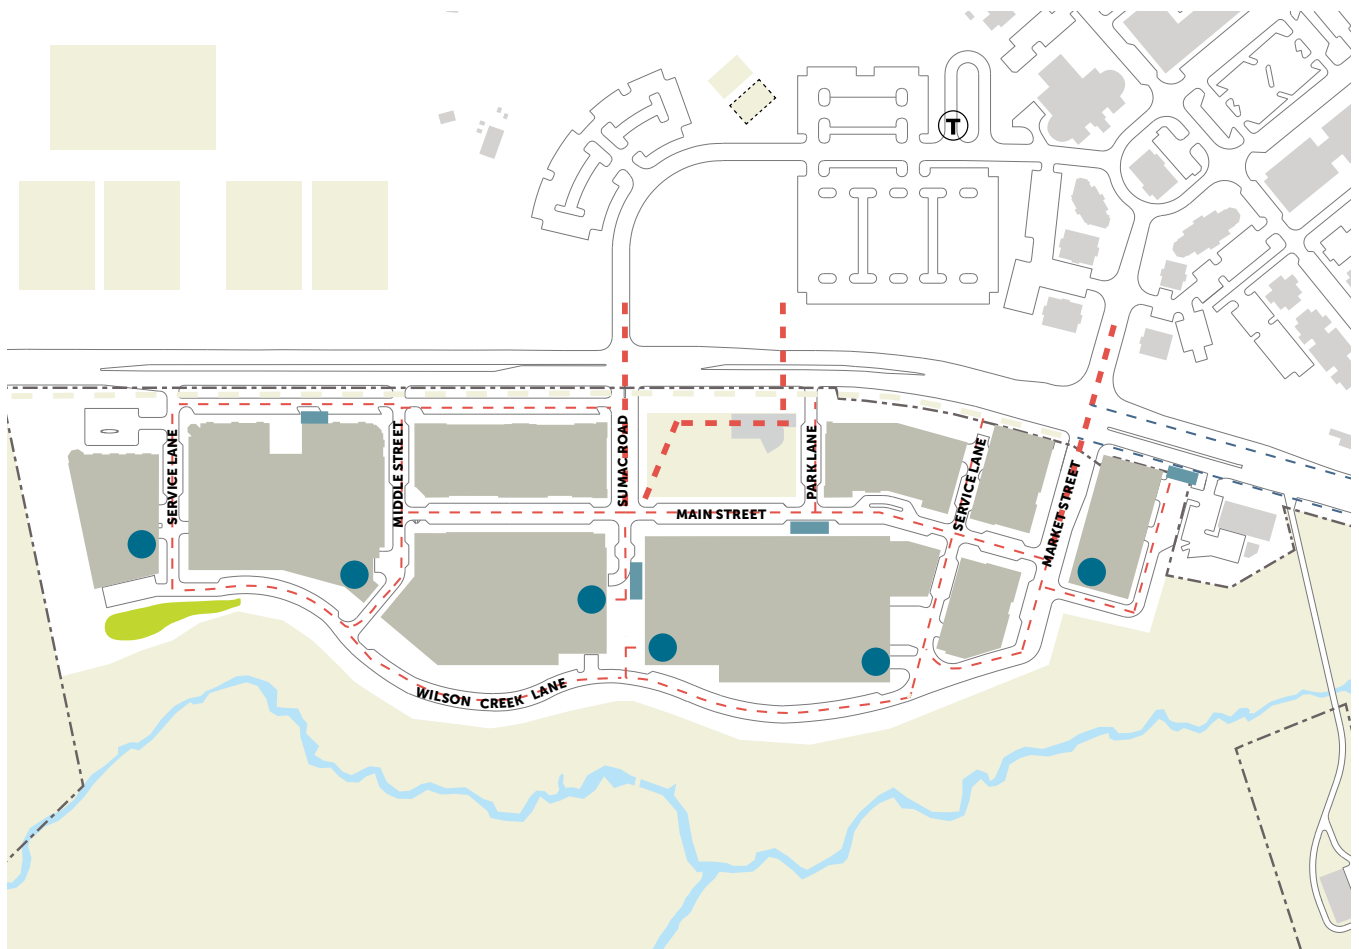 T
SERVICE LANE
MIDDLE STREET
SUMAC ROAD
PARK LANE
SERVICE LANE
MARKET STREET
MAIN STREET
WILSON CREEK LANE